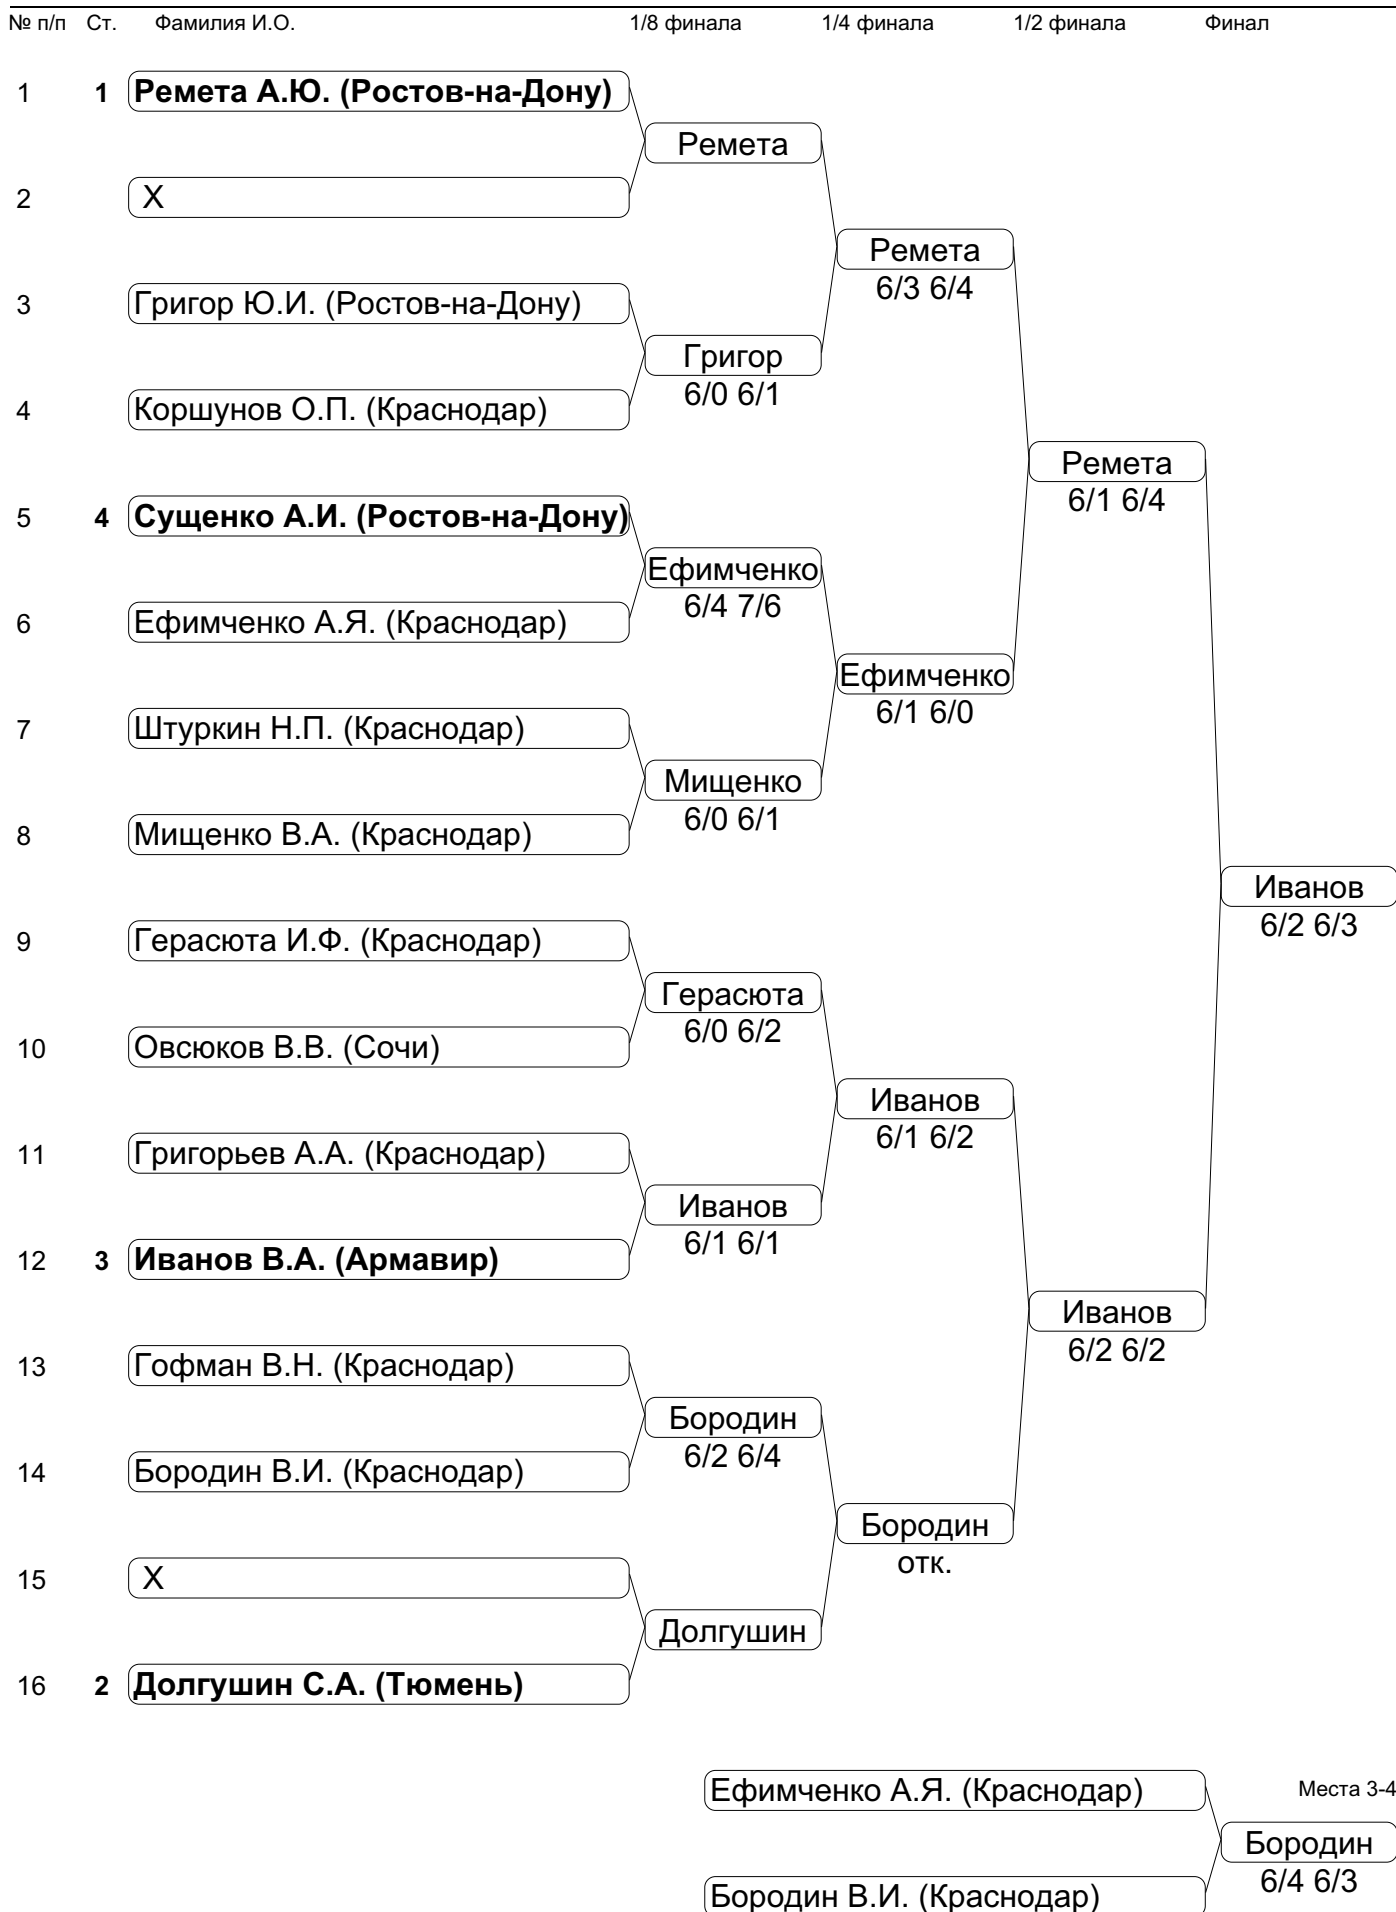 № п/п Ст. Фамилия И.О. 1/8 финала 1/4 финала 1/2 финала Финал
1 1 Ремета А.Ю. (Ростов-на-Дону)
Ремета
2 X
Ремета
6/3 6/4
3 Григор Ю.И. (Ростов-на-Дону)
Григор
6/0 6/1
4 Коршунов О.П. (Краснодар)
Ремета
6/1 6/4
5 4 Сущенко А.И. (Ростов-на-Дону)
Ефимченко
6/4 7/6
6 Ефимченко А.Я. (Краснодар)
Ефимченко
6/1 6/0
7 Штуркин Н.П. (Краснодар)
Мищенко
6/0 6/1
8 Мищенко В.А. (Краснодар)
Иванов
6/2 6/3
9 Герасюта И.Ф. (Краснодар)
Герасюта
6/0 6/2
10 Овсюков В.В. (Сочи)
Иванов
6/1 6/2
11 Григорьев А.А. (Краснодар)
Иванов
6/1 6/1
12 3 Иванов В.А. (Армавир)
Иванов
6/2 6/2
13 Гофман В.Н. (Краснодар)
Бородин
6/2 6/4
14 Бородин В.И. (Краснодар)
Бородин
отк.
15 X
Долгушин
16 2 Долгушин С.А. (Тюмень)
Ефимченко А.Я. (Краснодар) Места 3-4
Бородин
6/4 6/3
Бородин В.И. (Краснодар)